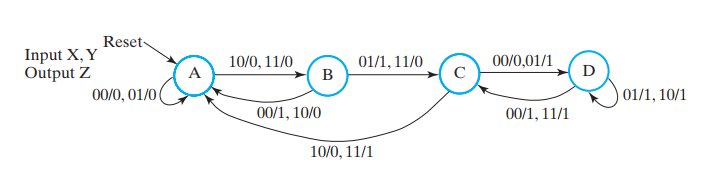 Reset
Input X, Y
Output Z
10/0, 11/0
01/1, 11/0
00/0,01/1
A
B
C
D
00/0, 01/0
00/1, 10/0
00/1, 11/1
01/1, 10/1
10/0, 11/1